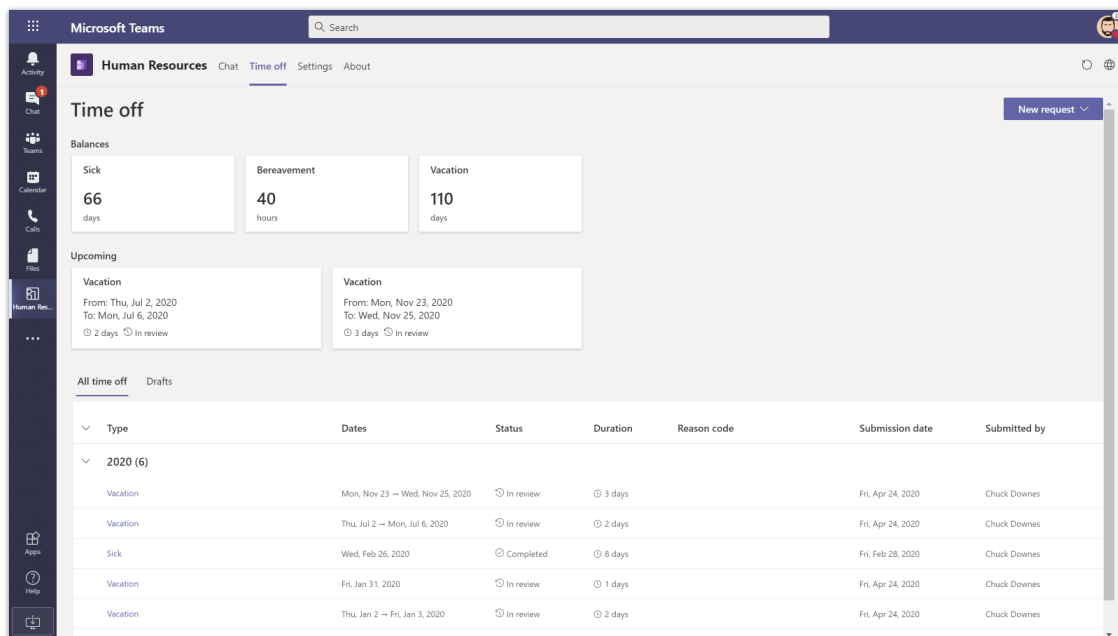 Microsoft Teams
Search
Activity
1
Chat
Teams
Calendar
Calls
Files
Human Res...
Apps
Help
Human Resources Chat Time off Settings About
Time off
New request
Balances
Sick Bereavement Vacation
66 40 110
days hours days
Upcoming
Vacation Vacation
From: Thu, Jul 2, 2020 From: Mon, Nov 23, 2020
To: Mon, Jul 6, 2020 To: Wed, Nov 25, 2020
2 days In review 3 days In review
All time off Drafts
Type Dates Status Duration Reason code Submission date Submitted by
2020 (6)
Vacation Mon, Nov 23 → Wed, Nov 25, 2020 In review 3 days Fri, Apr 24, 2020 Chuck Downes
Vacation Thu, Jul 2 → Mon, Jul 6, 2020 In review 2 days Fri, Apr 24, 2020 Chuck Downes
Sick Wed, Feb 26, 2020 Completed 8 days Fri, Feb 28, 2020 Chuck Downes
Vacation Fri, Jan 31, 2020 In review 1 days Fri, Apr 24, 2020 Chuck Downes
Vacation Thu, Jan 2 → Fri, Jan 3, 2020 In review 2 days Fri, Apr 24, 2020 Chuck Downes